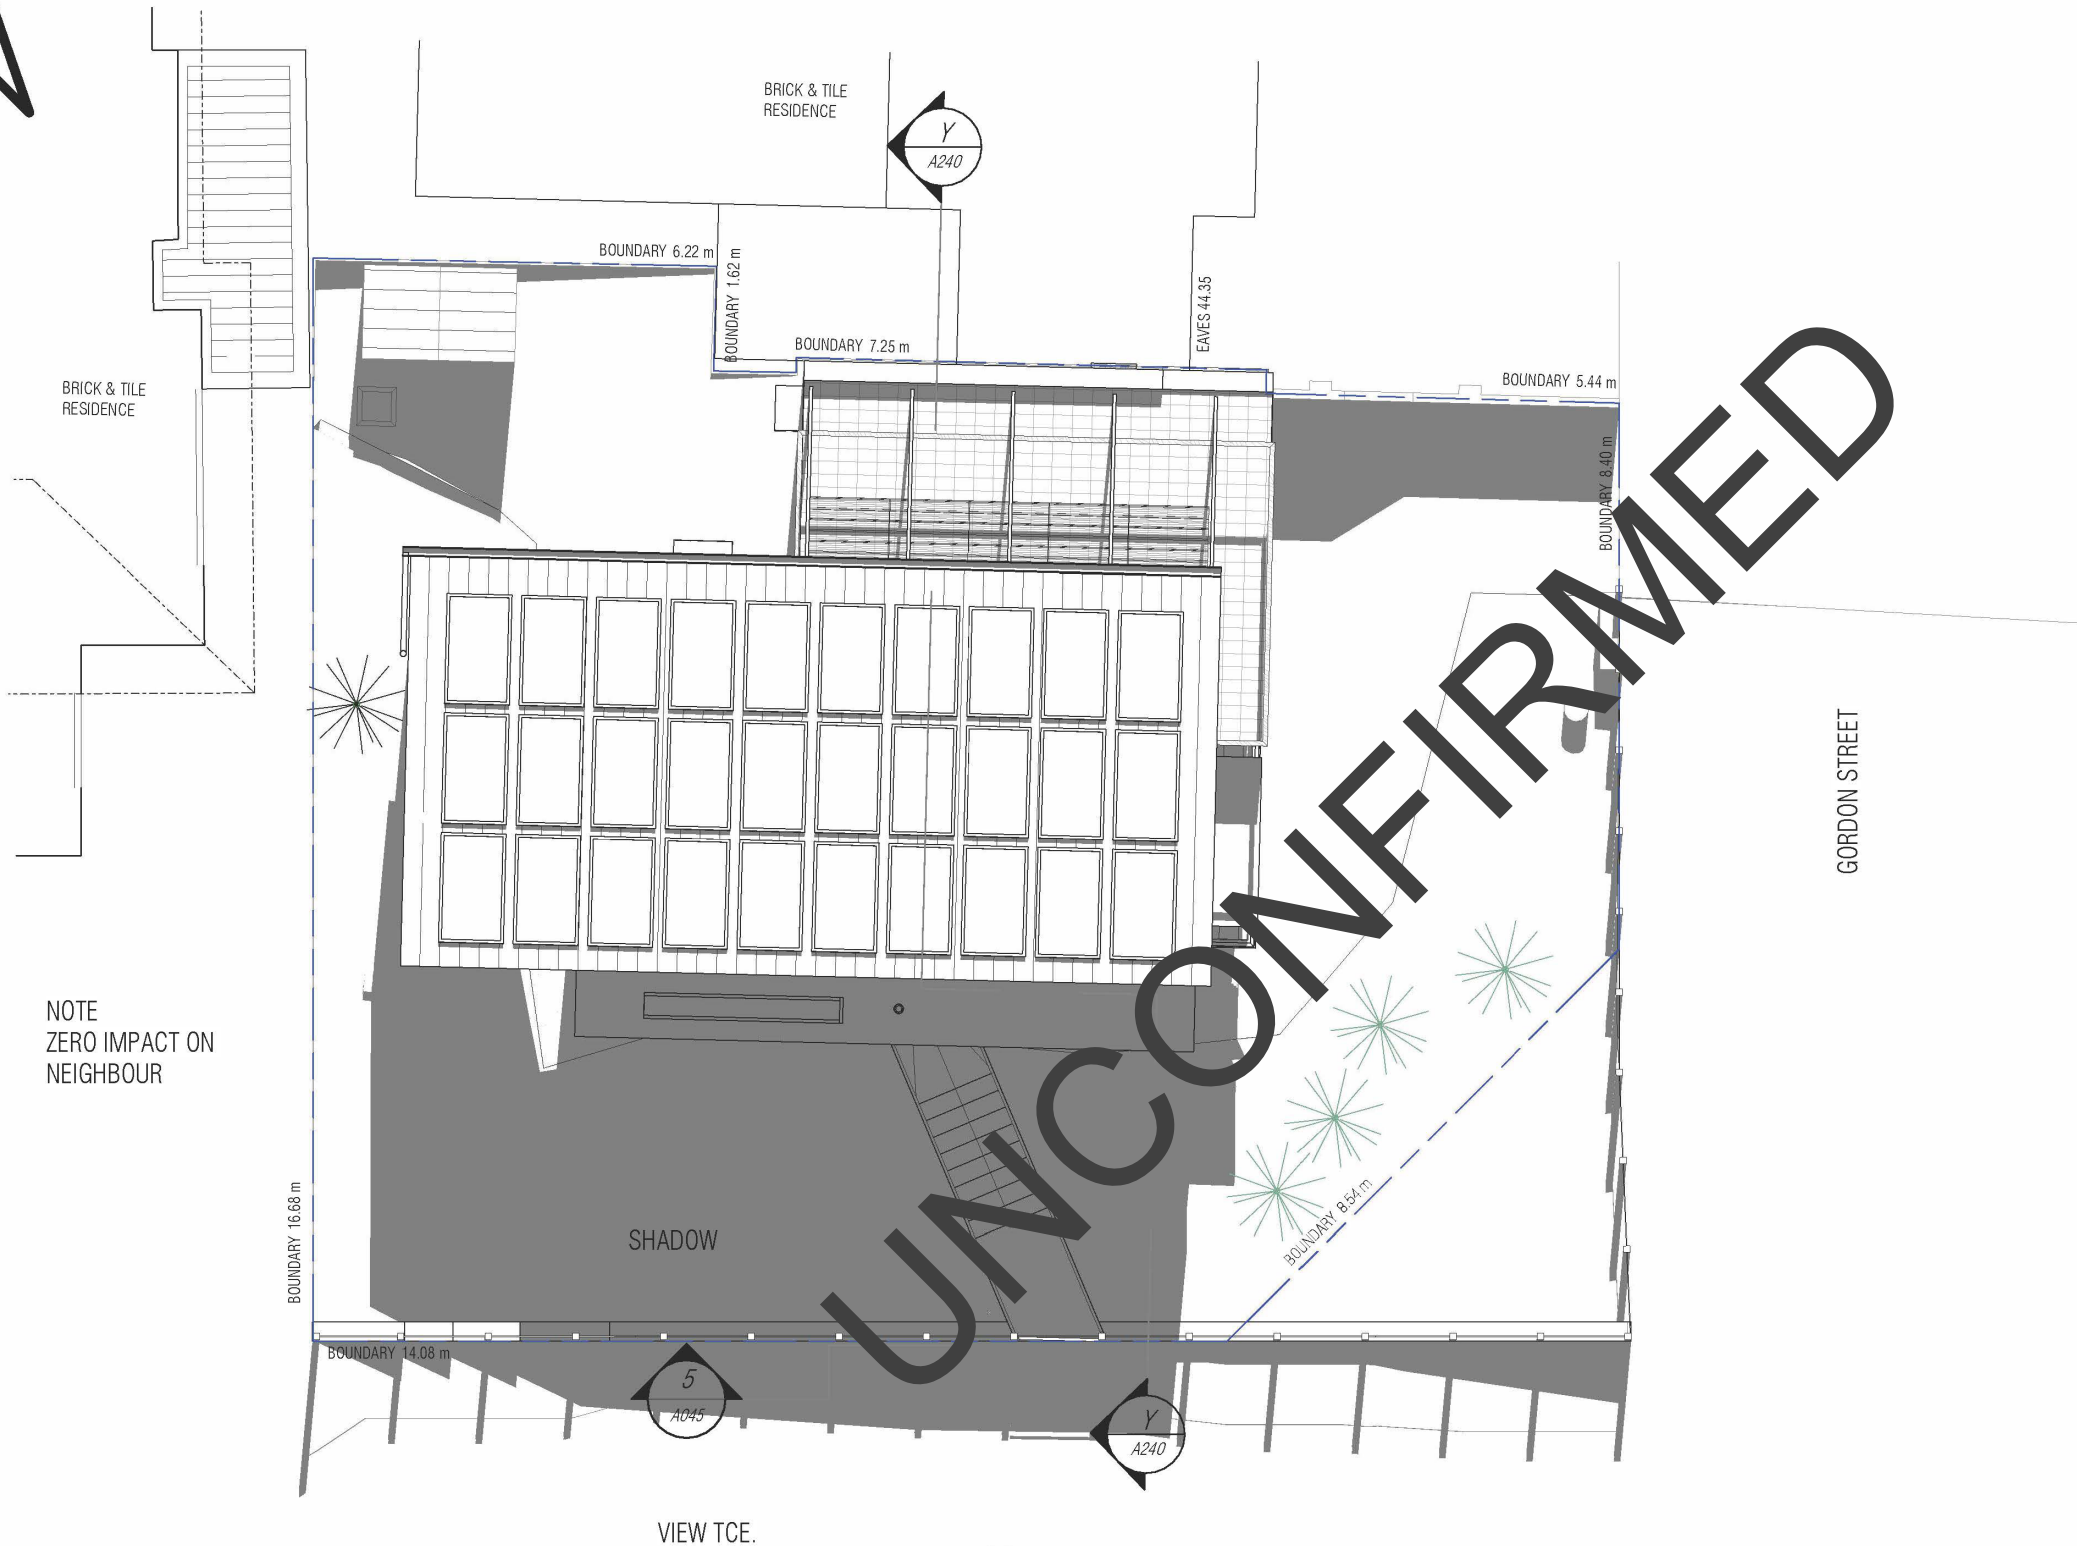 BRICK & TILE
RESIDENCE
Y
A240
BOUNDARY 6.22 m
BOUNDARY 1.62 m
EAVES 44.35
BOUNDARY 7.25 m
BOUNDARY 5.44 m
BRICK & TILE
RESIDENCE
BOUNDARY 8.40 m
GORDON STREET
UNCONFIRMED
NOTE
ZERO IMPACT ON
NEIGHBOUR
BOUNDARY 16.68 m
SHADOW
BOUNDARY 8.54 m
BOUNDARY 14.08 m
5
A045
Y
A240
VIEW TCE.